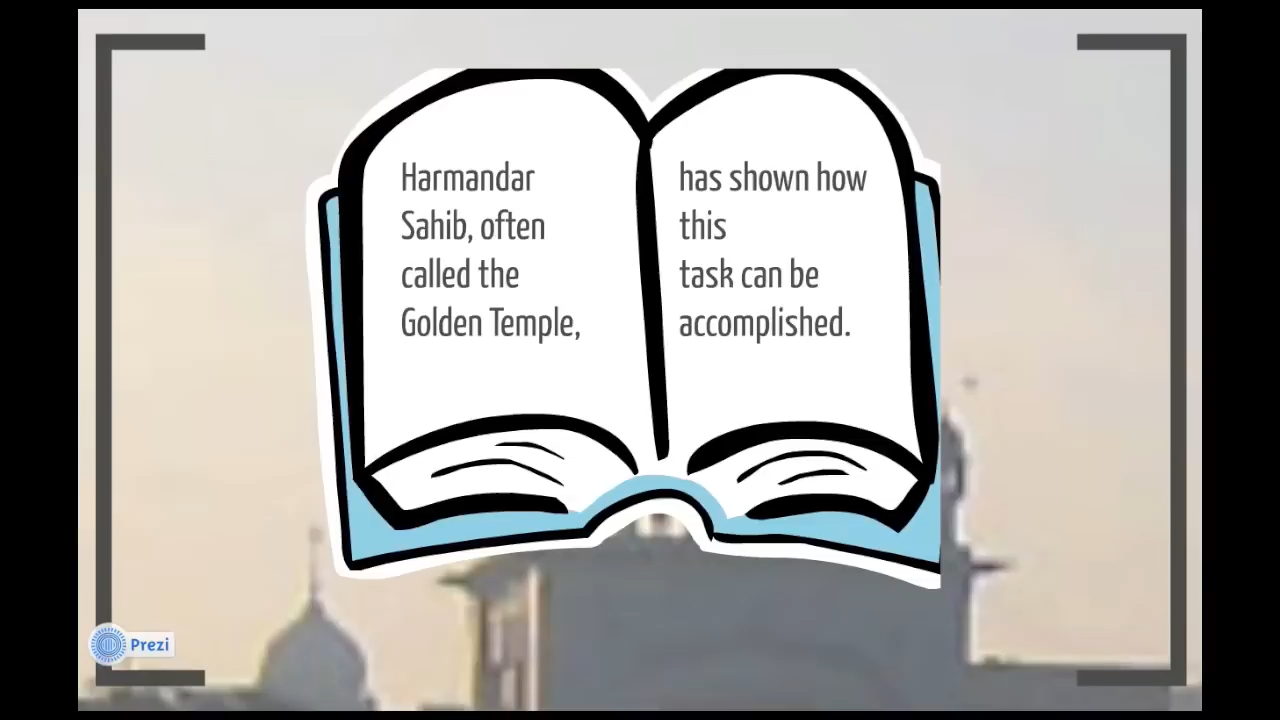 Harmandar
Sahib, often
called the
Golden Temple,
has shown how
this
task can be
accomplished.
Prezi